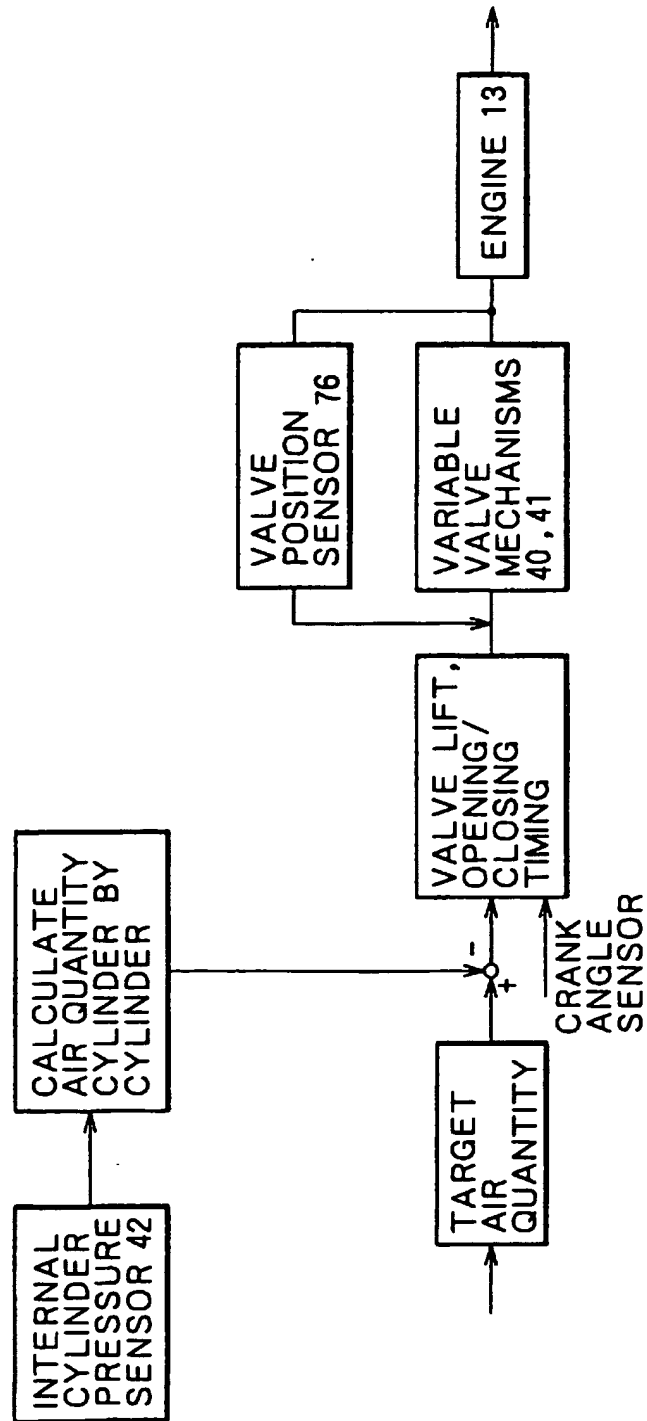 INTERNAL
CYLINDER
PRESSURE
SENSOR 42
CALCULATE
AIR QUANTITY
CYLINDER BY
CYLINDER
TARGET
AIR
QUANTITY
+
-
CRANK
ANGLE
SENSOR
VALVE LIFT,
OPENING/
CLOSING
TIMING
VALVE
POSITION
SENSOR 76
VARIABLE
VALVE
MECHANISMS
40, 41
ENGINE 13